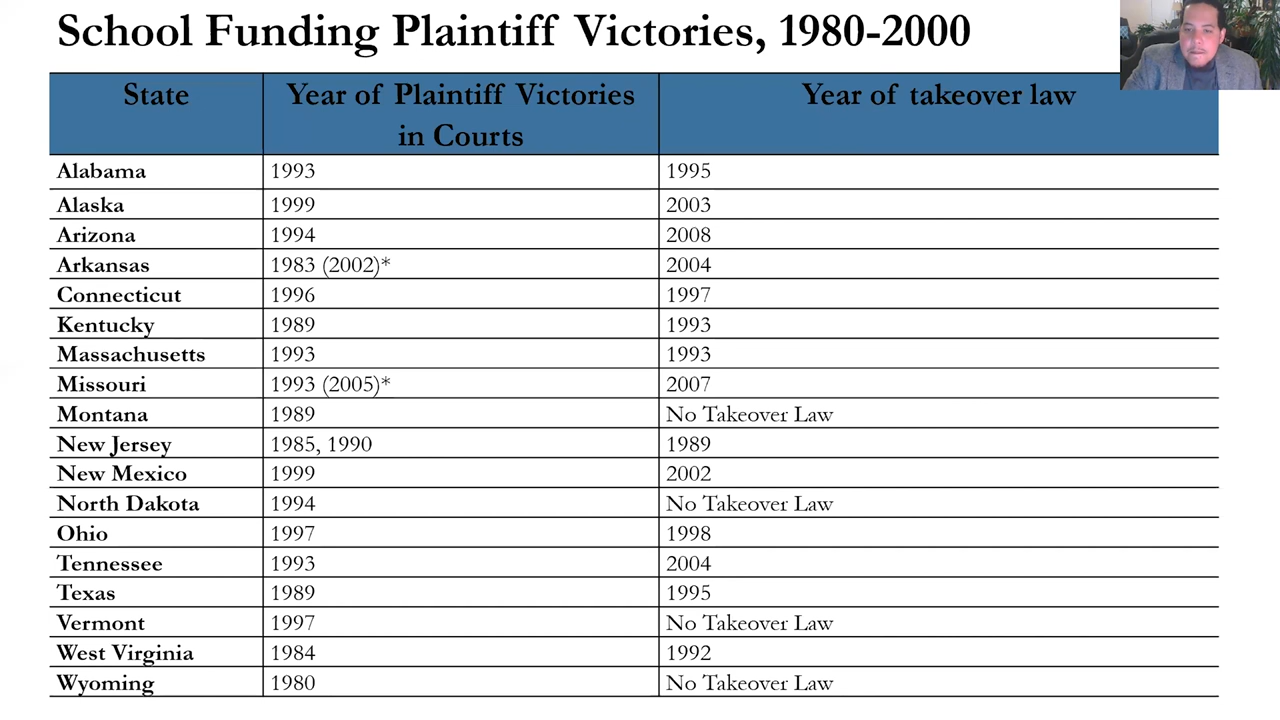 School Funding Plaintiff Victories, 1980-2000
State Year of Plaintiff Victories in Courts Year of takeover law
Alabama 1993 1995
Alaska 1999 2003
Arizona 1994 2008
Arkansas 1983 (2002)* 2004
Connecticut 1996 1997
Kentucky 1989 1993
Massachusetts 1993 1993
Missouri 1993 (2005)* 2007
Montana 1989 No Takeover Law
New Jersey 1985, 1990 1989
New Mexico 1999 2002
North Dakota 1994 No Takeover Law
Ohio 1997 1998
Tennessee 1993 2004
Texas 1989 1995
Vermont 1997 No Takeover Law
West Virginia 1984 1992
Wyoming 1980 No Takeover Law